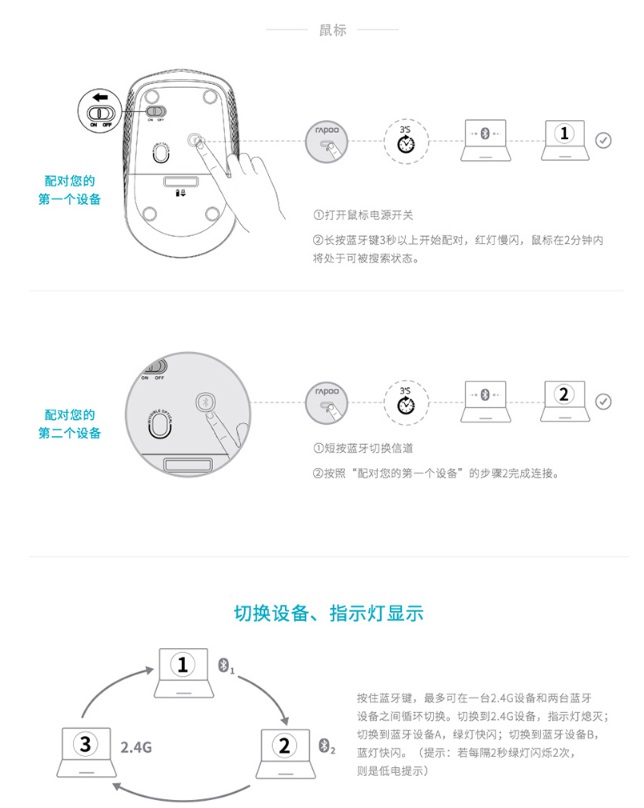 鼠标
ON OFF
ON OFF
配对您的
第一个设备
rapoo
3'S
1
①打开鼠标电源开关
②长按蓝牙键3秒以上开始配对，红灯慢闪，鼠标在2分钟内
将处于可被搜索状态。
ON OFF
配对您的
第二个设备
rapoo
3'S
2
①短按蓝牙切换信道
②按照“配对您的第一个设备”的步骤2完成连接。
切换设备、指示灯显示
1
1
3
2.4G
2
2
按住蓝牙键，最多可在一台2.4G设备和两台蓝牙
设备之间循环切换。切换到2.4G设备，指示灯熄灭；
切换到蓝牙设备A，绿灯快闪；切换到蓝牙设备B，
蓝灯快闪。（提示：若每隔2秒绿灯闪烁2次，
则是低电提示）